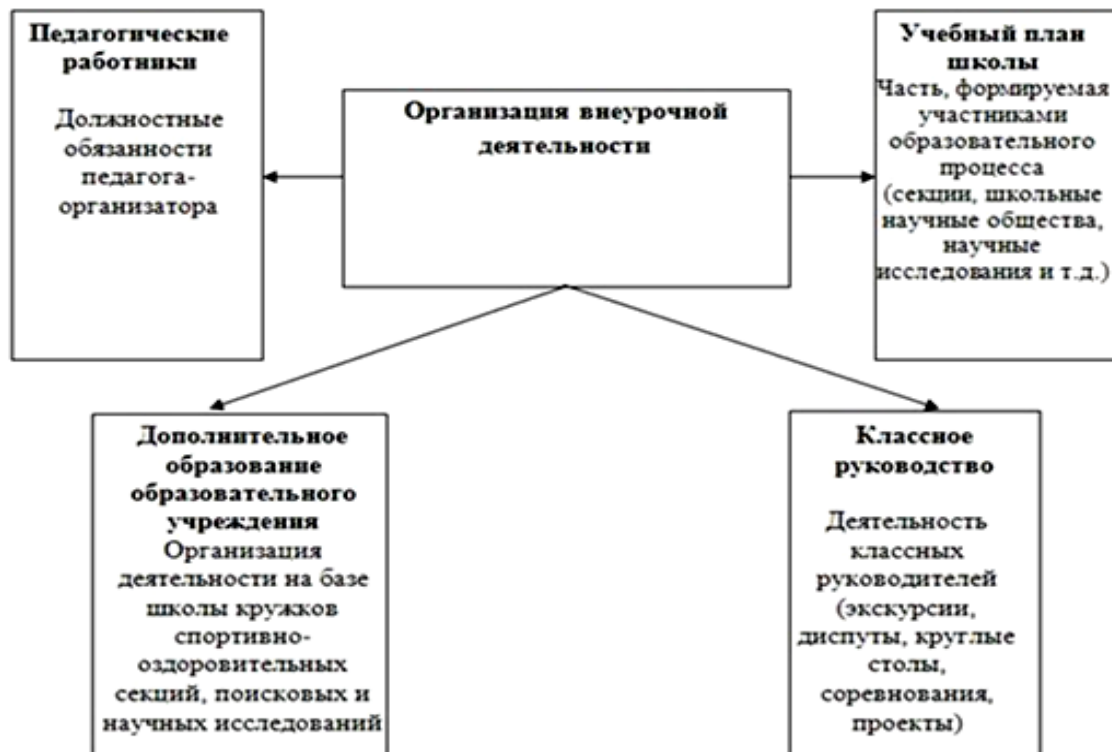 Педагогические
работники
Должностные
обязанности
педагога-
организатора
Организация внеурочной
деятельности
Учебный план
школы
Часть, формируемая
участниками
образовательного
процесса
(секции, школьные
научные общества,
научные
исследования и т.д.)
Дополнительное
образование
образовательного
учреждения
Организация
деятельности на базе
школы кружков
спортивно-
оздоровительных
секций, поисковых и
научных исследований
Классное
руководство
Деятельность
классных
руководителей
(экскурсии,
диспуты, круглые
столы,
соревнования,
проекты)